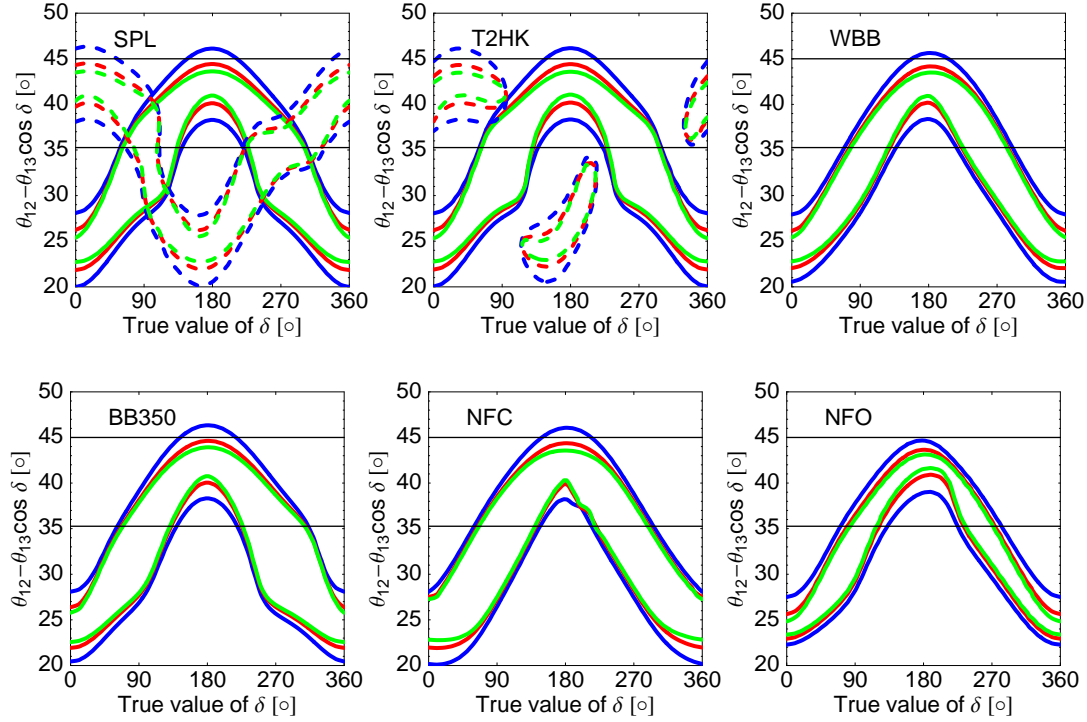 50 45 40 35 30 25 20
θ₁₂−θ₁₃cos δ [○]
SPL
0 90 180 270 360
True value of δ [○]
50 45 40 35 30 25 20
θ₁₂−θ₁₃cos δ [○]
T2HK
0 90 180 270 360
True value of δ [○]
50 45 40 35 30 25 20
θ₁₂−θ₁₃cos δ [○]
WBB
0 90 180 270 360
True value of δ [○]
50 45 40 35 30 25 20
θ₁₂−θ₁₃cos δ [○]
BB350
0 90 180 270 360
True value of δ [○]
50 45 40 35 30 25 20
θ₁₂−θ₁₃cos δ [○]
NFC
0 90 180 270 360
True value of δ [○]
50 45 40 35 30 25 20
θ₁₂−θ₁₃cos δ [○]
NFO
0 90 180 270 360
True value of δ [○]